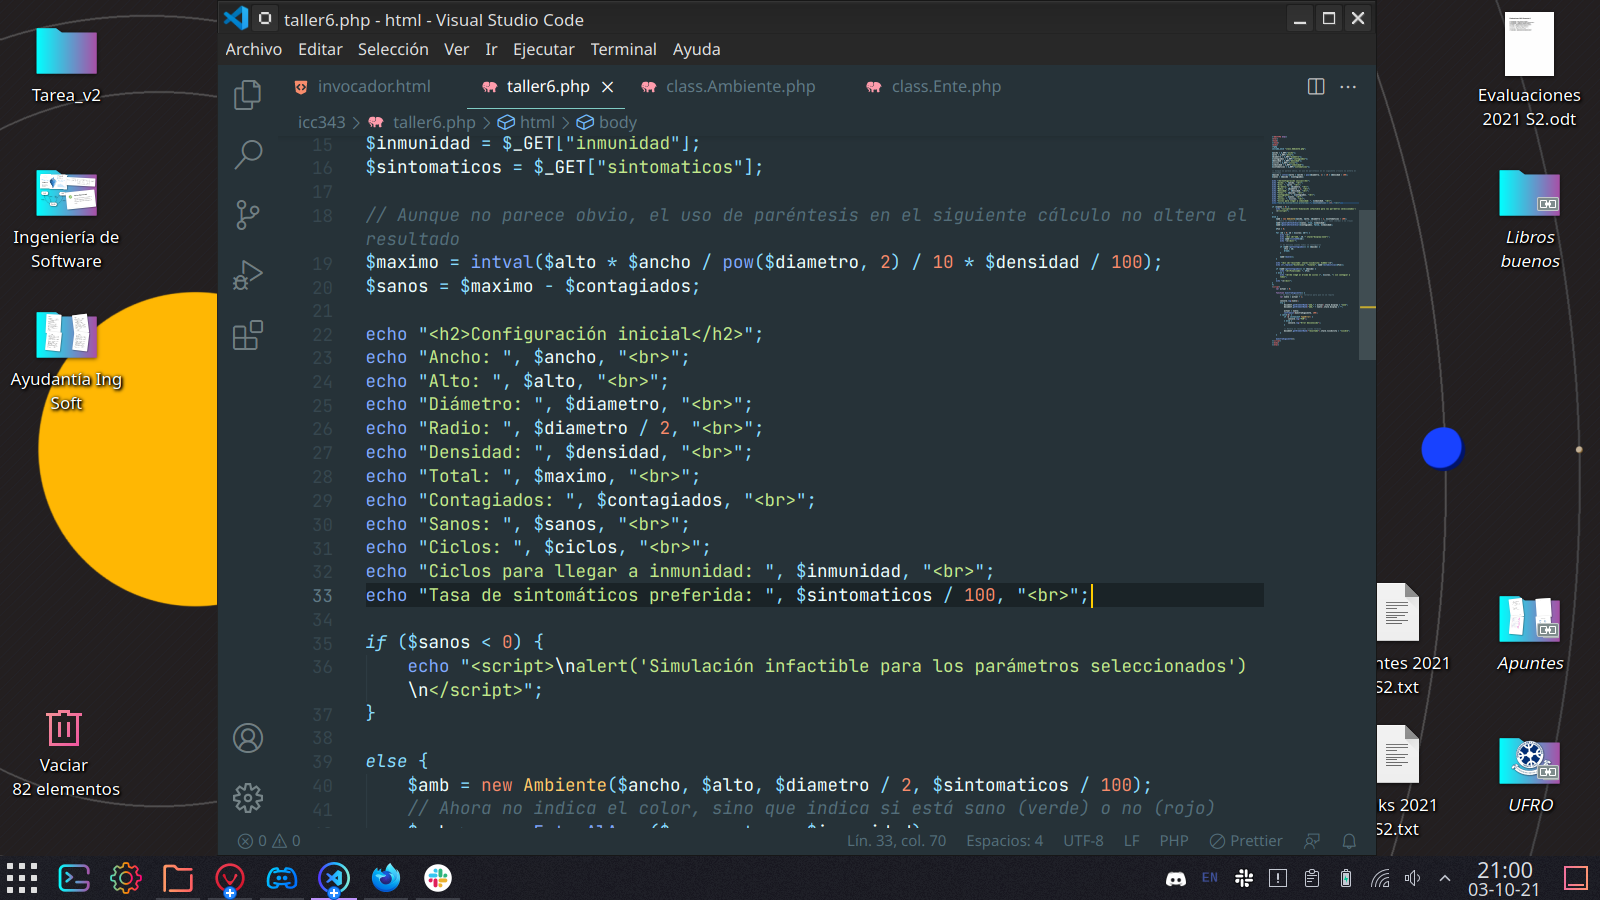 taller6.php - html - Visual Studio Code
Archivo Editar Selección Ver Ir Ejecutar Terminal Ayuda
invocador.html taller6.php class.Ambiente.php class.Ente.php
icc343 > taller6.php > html > body
15 $inmunidad = $_GET["inmunidad"];
16 $sintomaticos = $_GET["sintomaticos"];
17
18 // Aunque no parece obvio, el uso de paréntesis en el siguiente cálculo no altera el
resultado
19 $maximo = intval($alto * $ancho / pow($diametro, 2) / 10 * $densidad / 100);
20 $sanos = $maximo - $contagiados;
21
22 echo "<h2>Configuración inicial</h2>";
23 echo "Ancho: ", $ancho, "<br>";
24 echo "Alto: ", $alto, "<br>";
25 echo "Diámetro: ", $diametro, "<br>";
26 echo "Radio: ", $diametro / 2, "<br>";
27 echo "Densidad: ", $densidad, "<br>";
28 echo "Total: ", $maximo, "<br>";
29 echo "Contagiados: ", $contagiados, "<br>";
30 echo "Sanos: ", $sanos, "<br>";
31 echo "Ciclos: ", $ciclos, "<br>";
32 echo "Ciclos para llegar a inmunidad: ", $inmunidad, "<br>";
33 echo "Tasa de sintomáticos preferida: ", $sintomaticos / 100, "<br>";
34
35 if ($sanos < 0) {
36 echo "<script>\nalert('Simulación infactible para los parámetros seleccionados')
\n</script>";
37 }
38
39 else {
40 $amb = new Ambiente($ancho, $alto, $diametro / 2, $sintomaticos / 100);
41 // Ahora no indica el color, sino que indica si está sano (verde) o no (rojo)
0 0 Lín. 33, col. 70 Espacios: 4 UTF-8 LF PHP Prettier
Tarea_v2
Ingeniería de
Software
Ayudantía Ing
Soft
Vaciar
82 elementos
Evaluaciones
2021 S2.odt
Libros
buenos
ntes 2021
S2.txt
Apuntes
ks 2021
S2.txt
UFRO
EN
21:00
03-10-21